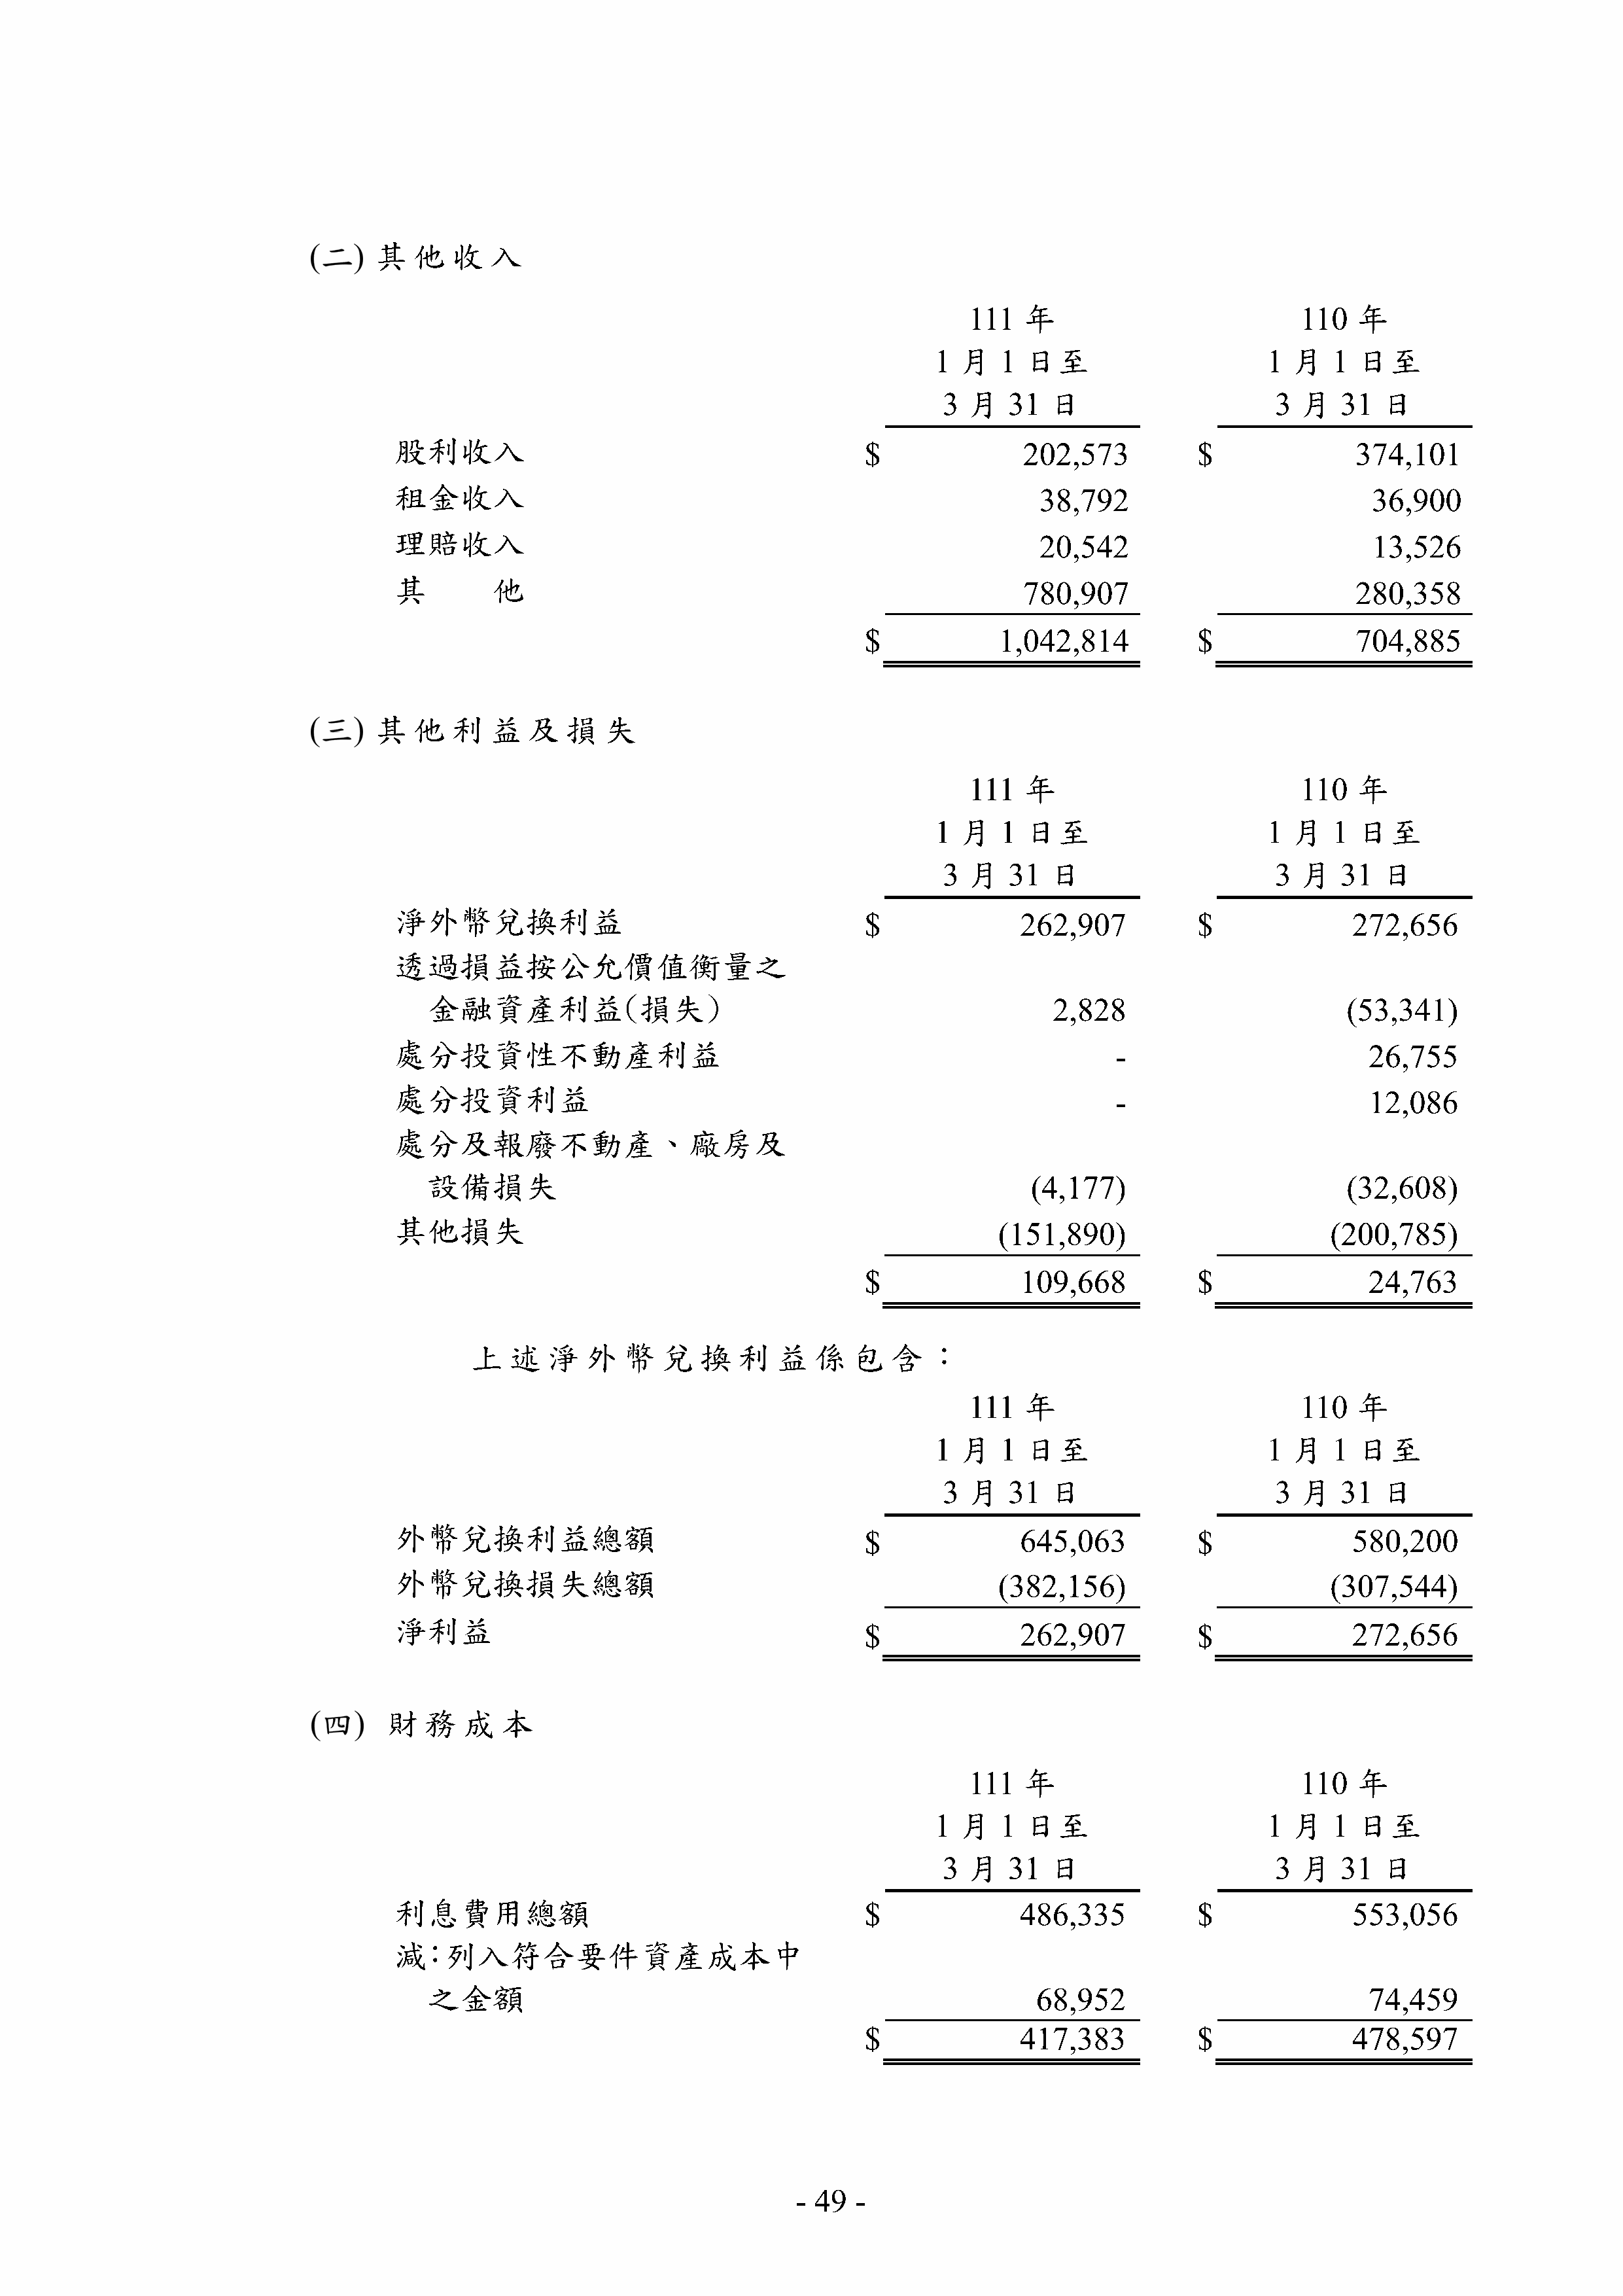 (二) 其他收入
111 年 110 年
1 月 1 日至 1 月 1 日至
3 月 31 日 3 月 31 日
股利收入 $ 202,573 $ 374,101
租金收入 38,792 36,900
理賠收入 20,542 13,526
其　　他 780,907 280,358
$ 1,042,814 $ 704,885
(三) 其他利益及損失
111 年 110 年
1 月 1 日至 1 月 1 日至
3 月 31 日 3 月 31 日
淨外幣兌換利益 $ 262,907 $ 272,656
透過損益按公允價值衡量之
金融資產利益(損失) 2,828 (53,341)
處分投資性不動產利益 - 26,755
處分投資利益 - 12,086
處分及報廢不動產、廠房及
設備損失 (4,177) (32,608)
其他損失 (151,890) (200,785)
$ 109,668 $ 24,763
上述淨外幣兌換利益係包含：
111 年 110 年
1 月 1 日至 1 月 1 日至
3 月 31 日 3 月 31 日
外幣兌換利益總額 $ 645,063 $ 580,200
外幣兌換損失總額 (382,156) (307,544)
淨利益 $ 262,907 $ 272,656
(四) 財務成本
111 年 110 年
1 月 1 日至 1 月 1 日至
3 月 31 日 3 月 31 日
利息費用總額 $ 486,335 $ 553,056
減：列入符合要件資產成本中
之金額 68,952 74,459
$ 417,383 $ 478,597
- 49 -